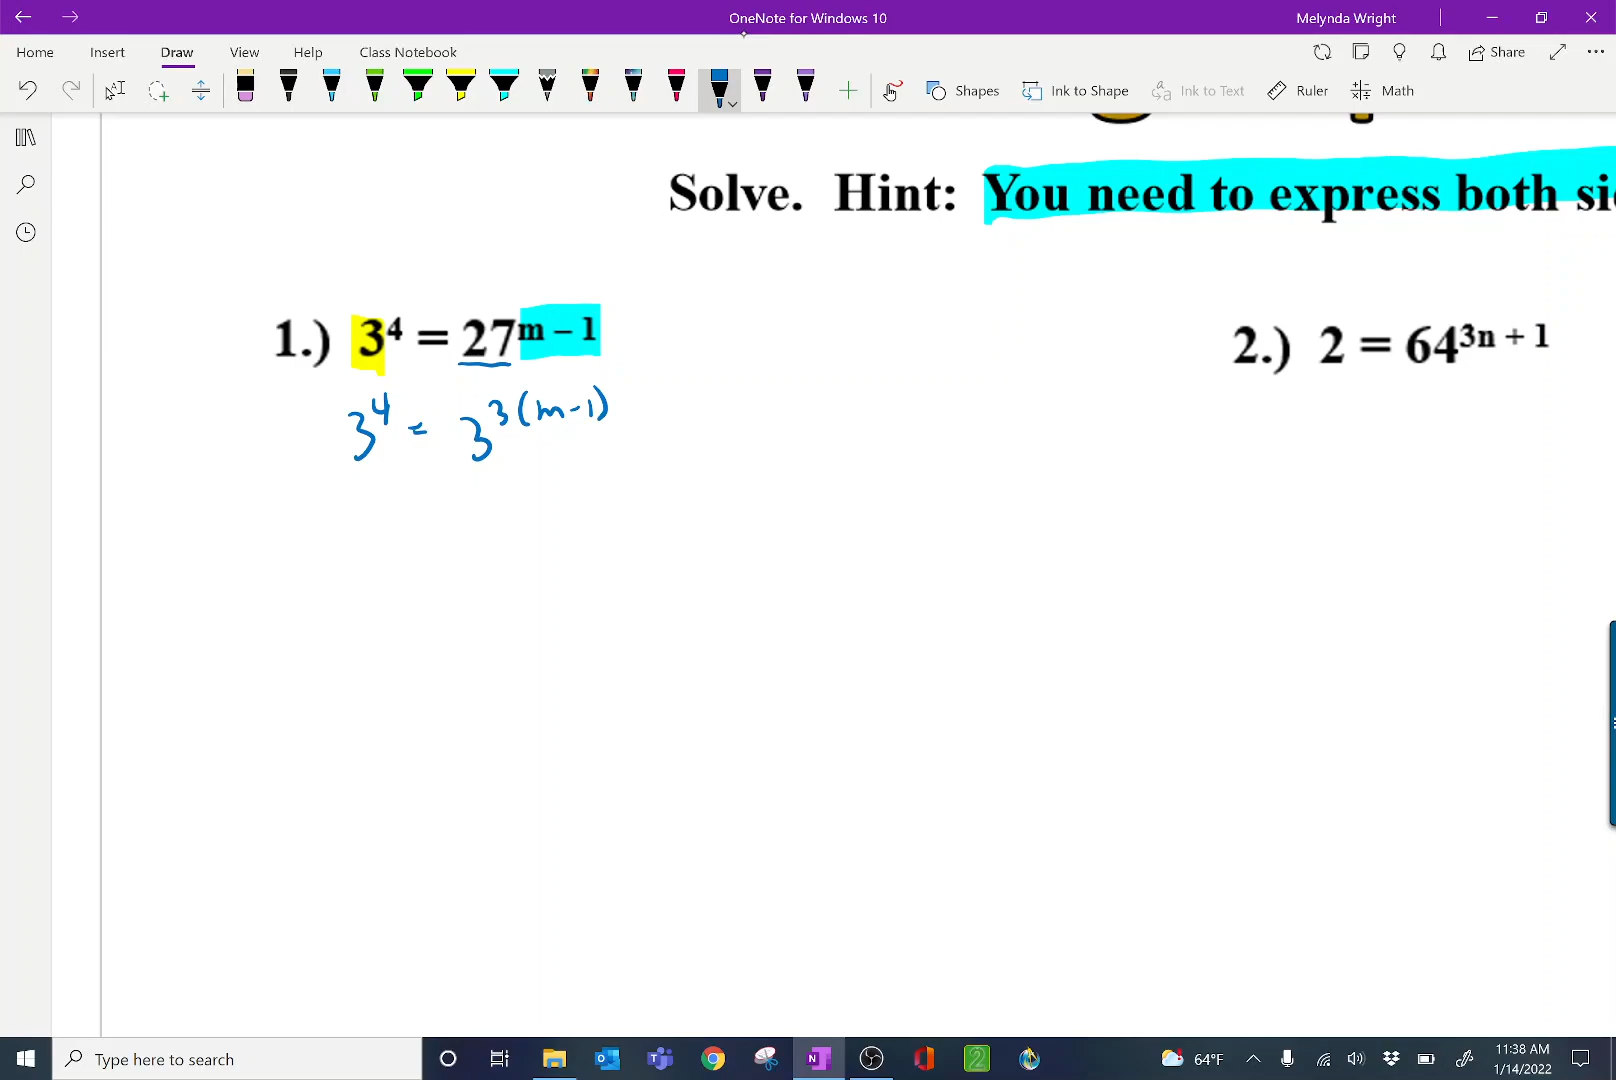 OneNote for Windows 10
Melynda Wright
Home Insert Draw View Help Class Notebook
Share
Shapes Ink to Shape Ink to Text Ruler Math
Solve. Hint: You need to express both si
1.) 3⁴ = 27ᵐ ⁻ ¹
2.) 2 = 64³ⁿ ⁺ ¹
3⁴ = 3³⁽ᵐ⁻¹⁾
Type here to search
64°F
11:38 AM
1/14/2022